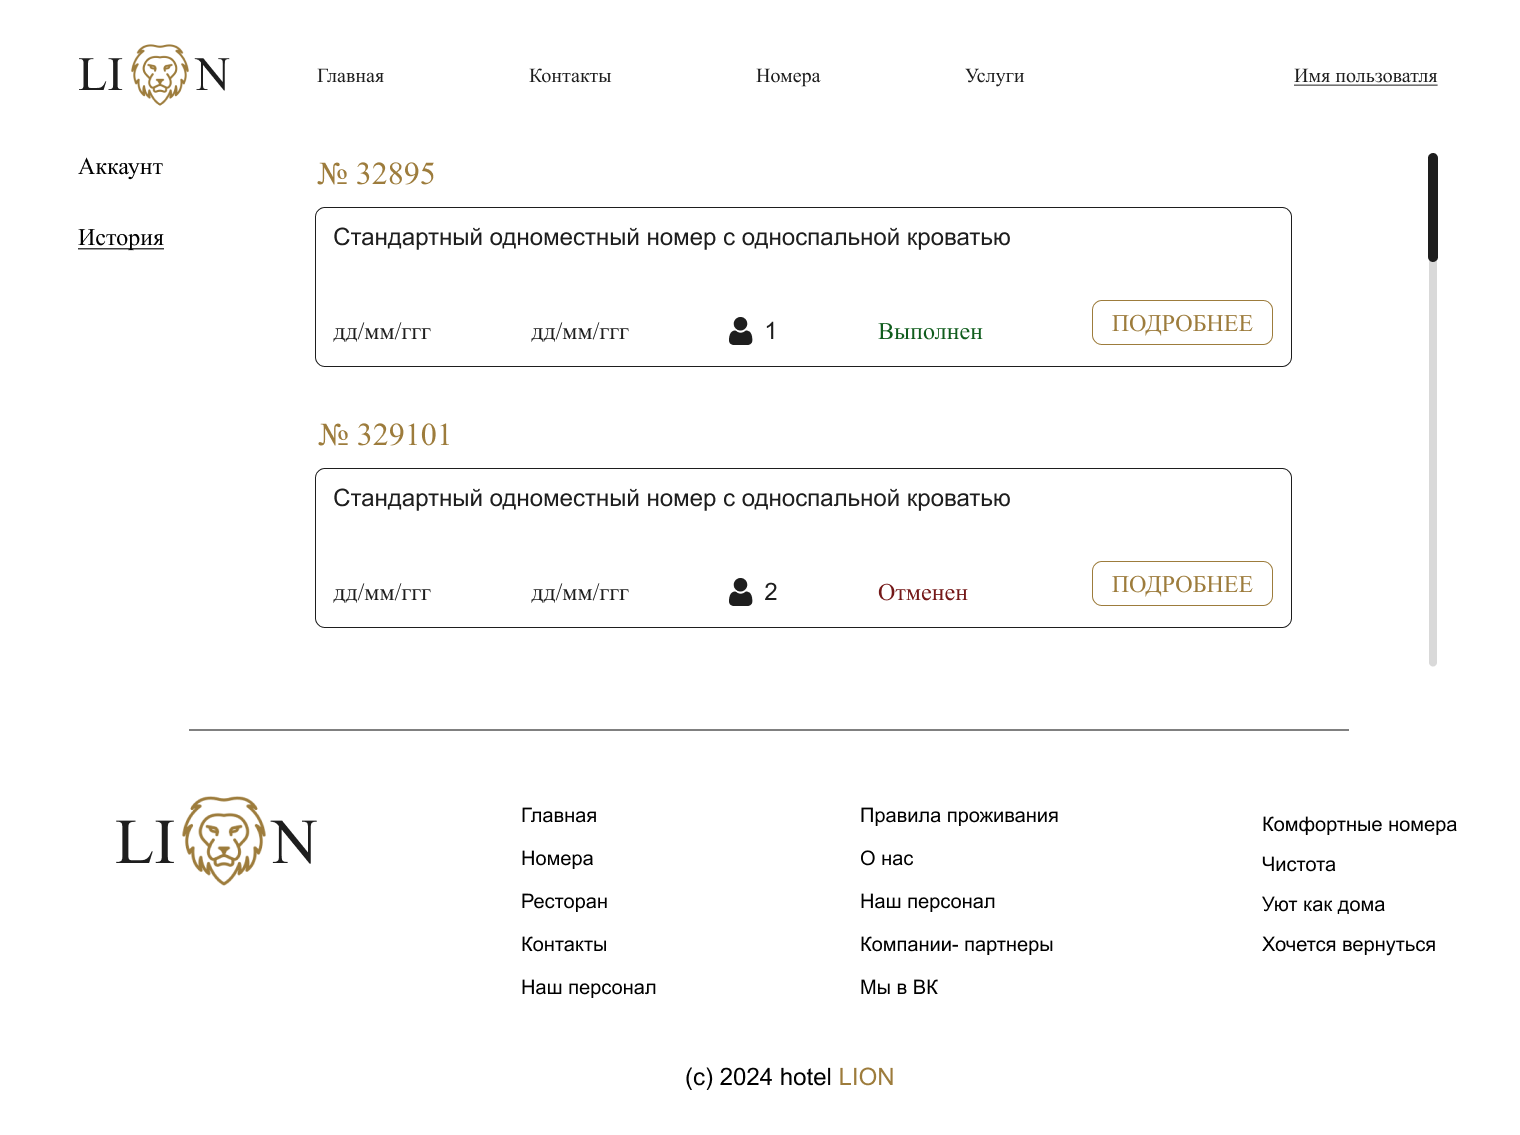 LION
Главная
Контакты
Номера
Услуги
Имя пользоватля
Аккаунт
История
№ 32895
Стандартный одноместный номер с односпальной кроватью
дд/мм/ггг
дд/мм/ггг
1
Выполнен
ПОДРОБНЕЕ
№ 329101
Стандартный одноместный номер с односпальной кроватью
дд/мм/ггг
дд/мм/ггг
2
Отменен
ПОДРОБНЕЕ
LION
Главная
Номера
Ресторан
Контакты
Наш персонал
Правила проживания
О нас
Наш персонал
Компании- партнеры
Мы в ВК
Комфортные номера
Чистота
Уют как дома
Хочется вернуться
(с) 2024 hotel LION